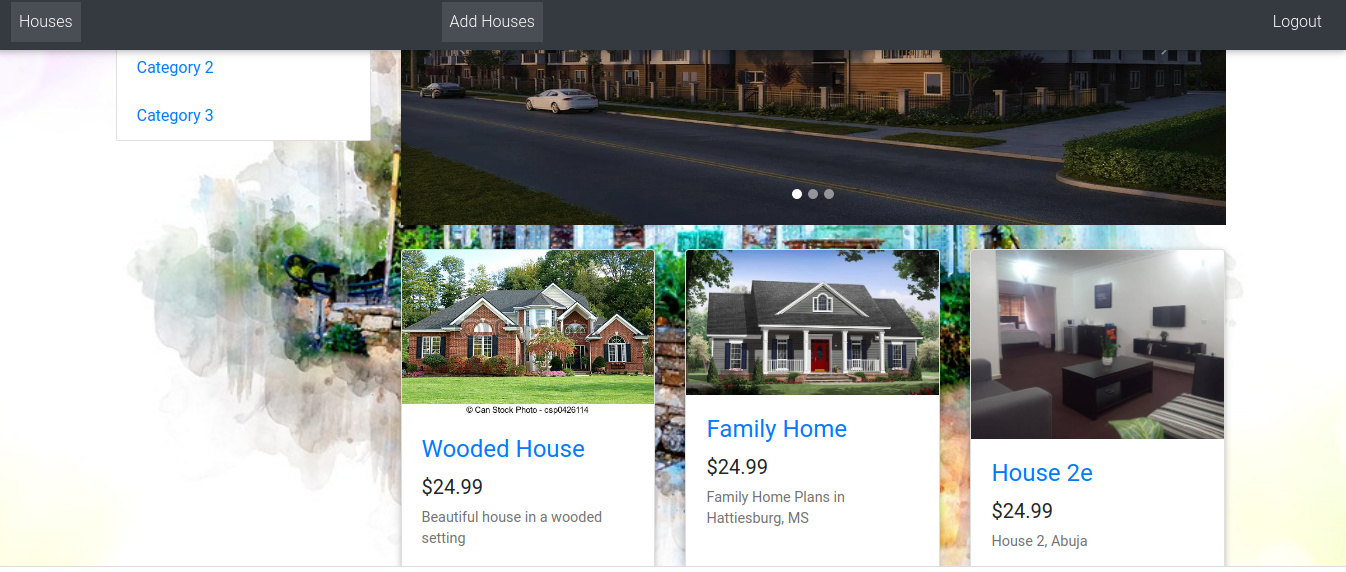 Houses
Add Houses
Logout
Category 2
Category 3
© Can Stock Photo - csp0426114
Wooded House
$24.99
Beautiful house in a wooded
setting
Family Home
$24.99
Family Home Plans in
Hattiesburg, MS
House 2e
$24.99
House 2, Abuja